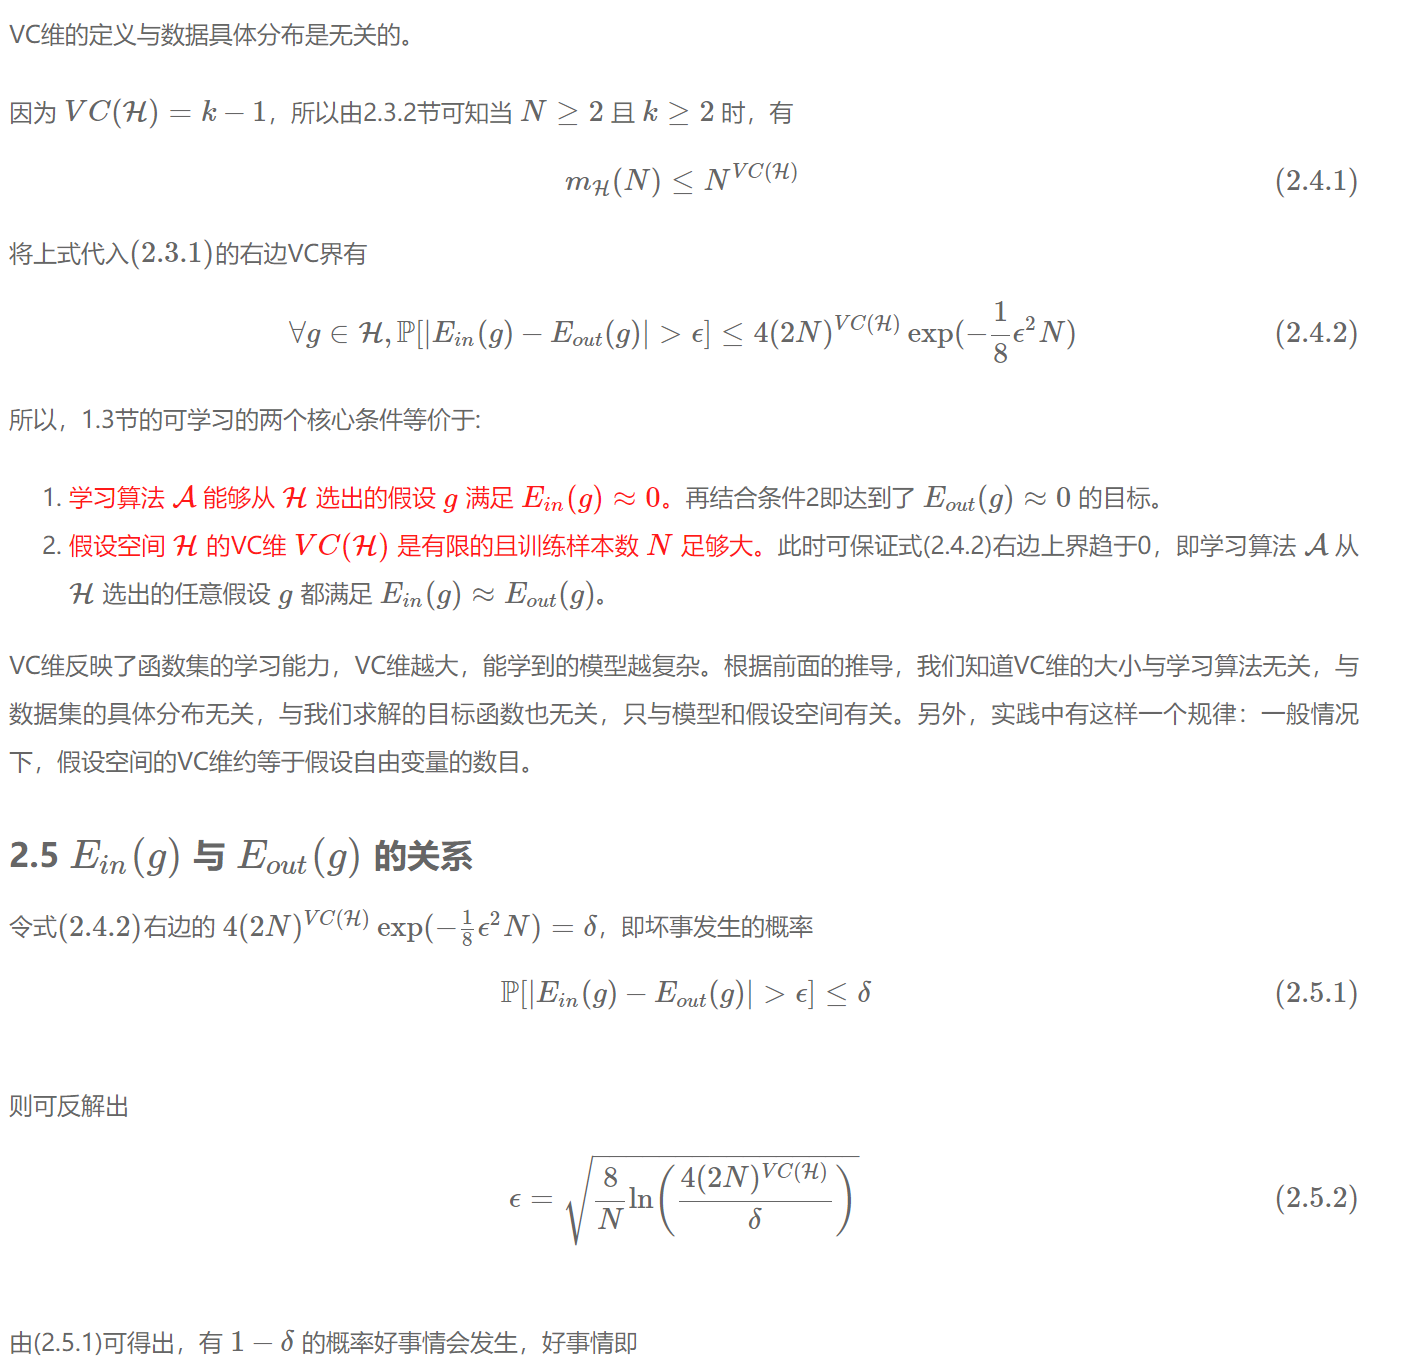 VC维的定义与数据具体分布是无关的。
因为 $VC(\mathcal{H}) = k - 1$，所以由2.3.2节可知当 $N \geq 2$ 且 $k \geq 2$ 时，有
$m_{\mathcal{H}}(N) \leq N^{VC(\mathcal{H})}$ (2.4.1)
将上式代入(2.3.1)的右边VC界有
$\forall g \in \mathcal{H}, \mathbb{P}[|E_{in}(g) - E_{out}(g)| > \epsilon] \leq 4(2N)^{VC(\mathcal{H})} \exp(-\frac{1}{8}\epsilon^2 N)$ (2.4.2)
所以，1.3节的可学习的两个核心条件等价于:
1. 学习算法 $\mathcal{A}$ 能够从 $\mathcal{H}$ 选出的假设 $g$ 满足 $E_{in}(g) \approx 0$。再结合条件2即达到了 $E_{out}(g) \approx 0$ 的目标。
2. 假设空间 $\mathcal{H}$ 的VC维 $VC(\mathcal{H})$ 是有限的且训练样本数 $N$ 足够大。此时可保证式(2.4.2)右边上界趋于0，即学习算法 $\mathcal{A}$ 从
$\mathcal{H}$ 选出的任意假设 $g$ 都满足 $E_{in}(g) \approx E_{out}(g)$。
VC维反映了函数集的学习能力，VC维越大，能学到的模型越复杂。根据前面的推导，我们知道VC维的大小与学习算法无关，与
数据集的具体分布无关，与我们求解的目标函数也无关，只与模型和假设空间有关。另外，实践中有这样一个规律：一般情况
下，假设空间的VC维约等于假设自由变量的数目。
2.5 $E_{in}(g)$ 与 $E_{out}(g)$ 的关系
令式(2.4.2)右边的 $4(2N)^{VC(\mathcal{H})} \exp(-\frac{1}{8}\epsilon^2 N) = \delta$，即坏事发生的概率
$\mathbb{P}[|E_{in}(g) - E_{out}(g)| > \epsilon] \leq \delta$ (2.5.1)
则可反解出
$\epsilon = \sqrt{\frac{8}{N} \ln\left(\frac{4(2N)^{VC(\mathcal{H})}}{\delta}\right)}$ (2.5.2)
由(2.5.1)可得出，有 $1 - \delta$ 的概率好事情会发生，好事情即